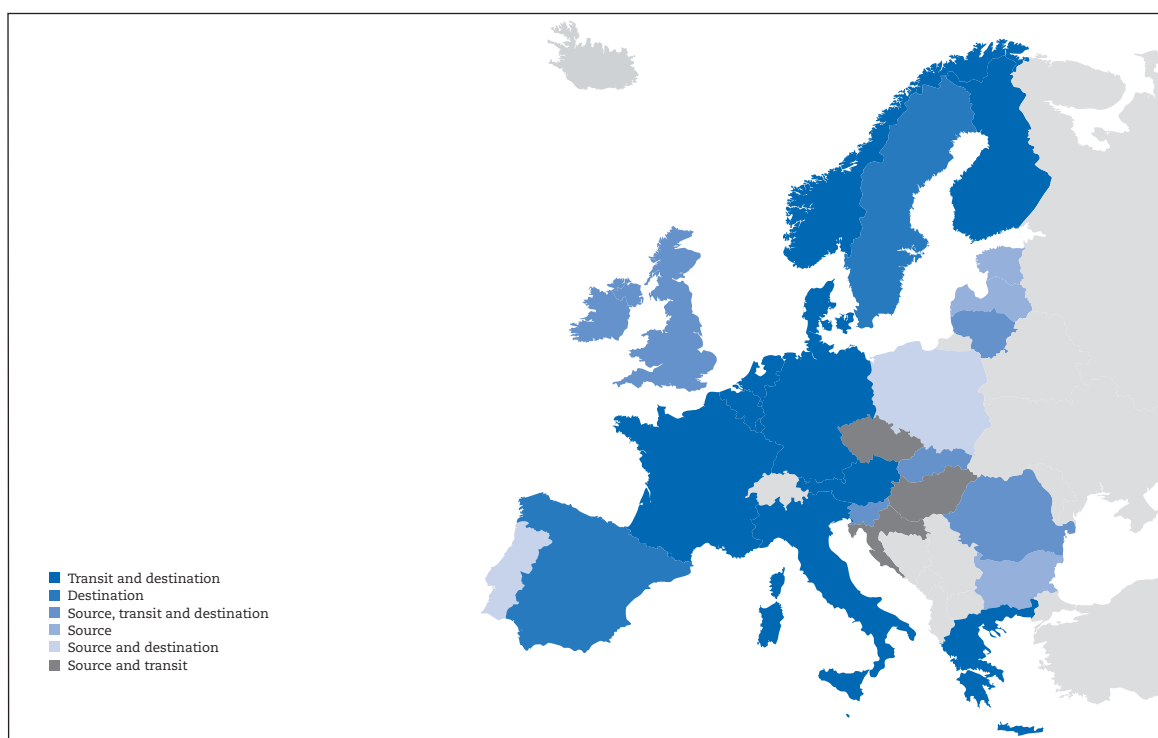 Transit and destination
Destination
Source, transit and destination
Source
Source and destination
Source and transit